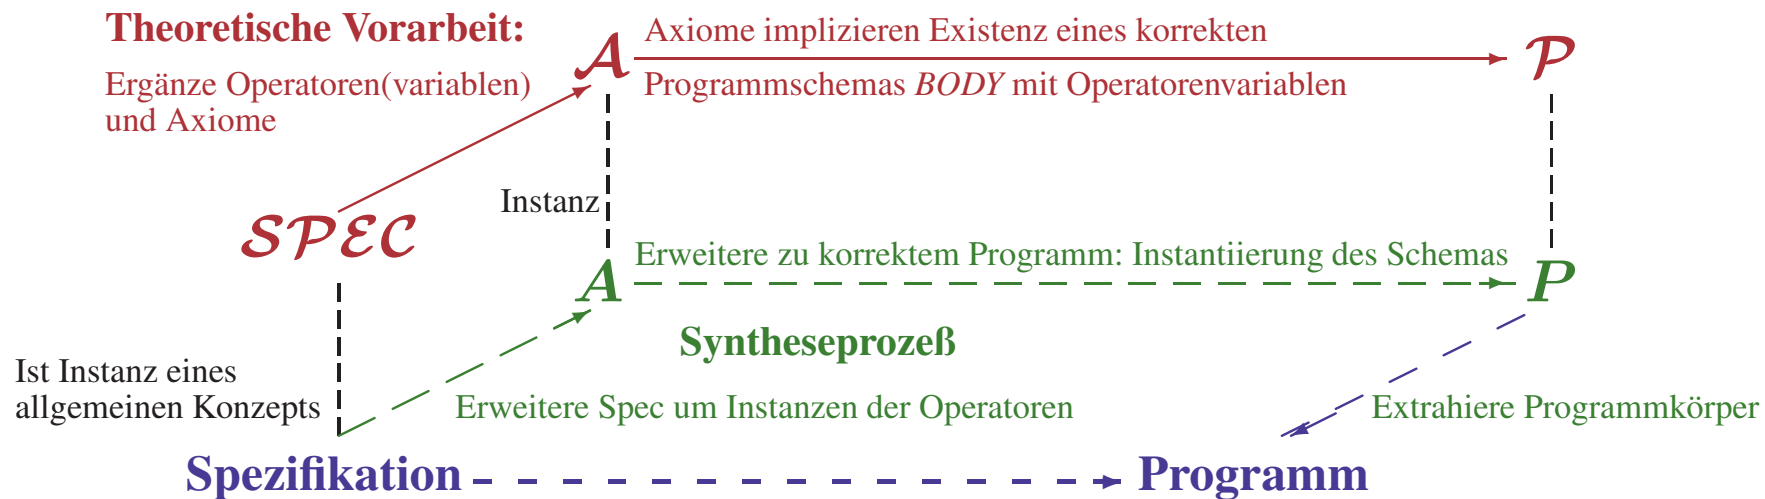 Theoretische Vorarbeit:
Ergänze Operatoren(variablen)
und Axiome
A
Axiome implizieren Existenz eines korrekten
Programmschemas BODY mit Operatorenvariablen
P
Instanz
SPEC
Erweitere zu korrektem Programm: Instantiierung des Schemas
A
P
Syntheseprozeß
Ist Instanz eines
allgemeinen Konzepts
Erweitere Spec um Instanzen der Operatoren
Extrahiere Programmkörper
Spezifikation
Programm